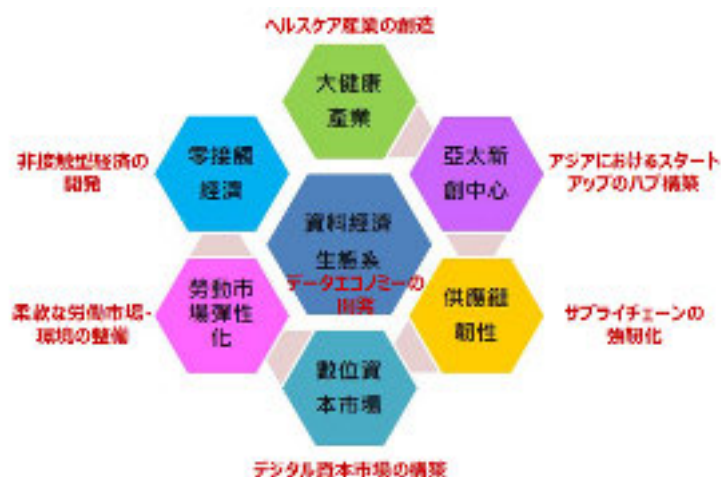 ヘルスケア産業の創造
大健康
產業
非接触型経済の
開発
零接觸
經濟
亞太新
創中心
アジアにおけるスタート
アップのハブ構築
資料經濟
生態系
データエコノミーの
開発
柔軟な労働市場・
環境の整備
勞動市
場彈性
化
供應鏈
韌性
サプライチェーンの
強靭化
數位資
本市場
デジタル資本市場の構築